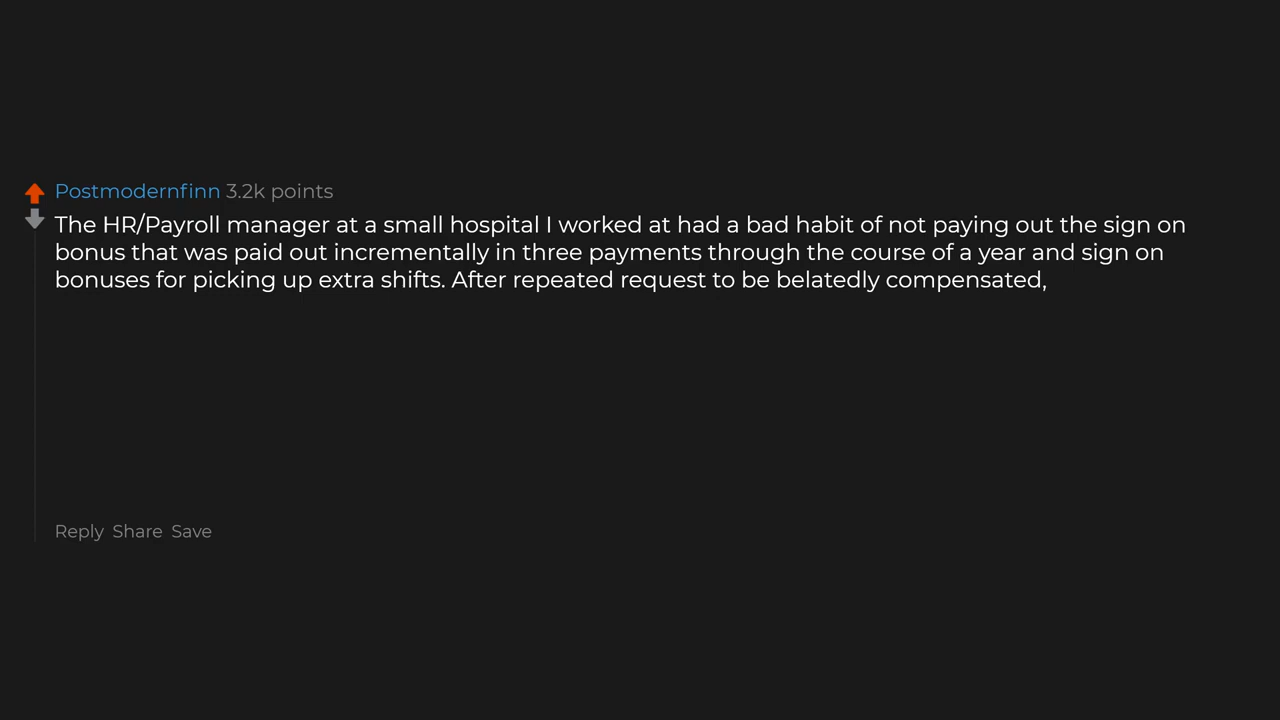 Postmodernfinn 3.2k points
The HR/Payroll manager at a small hospital I worked at had a bad habit of not paying out the sign on
bonus that was paid out incrementally in three payments through the course of a year and sign on
bonuses for picking up extra shifts. After repeated request to be belatedly compensated,
Reply Share Save